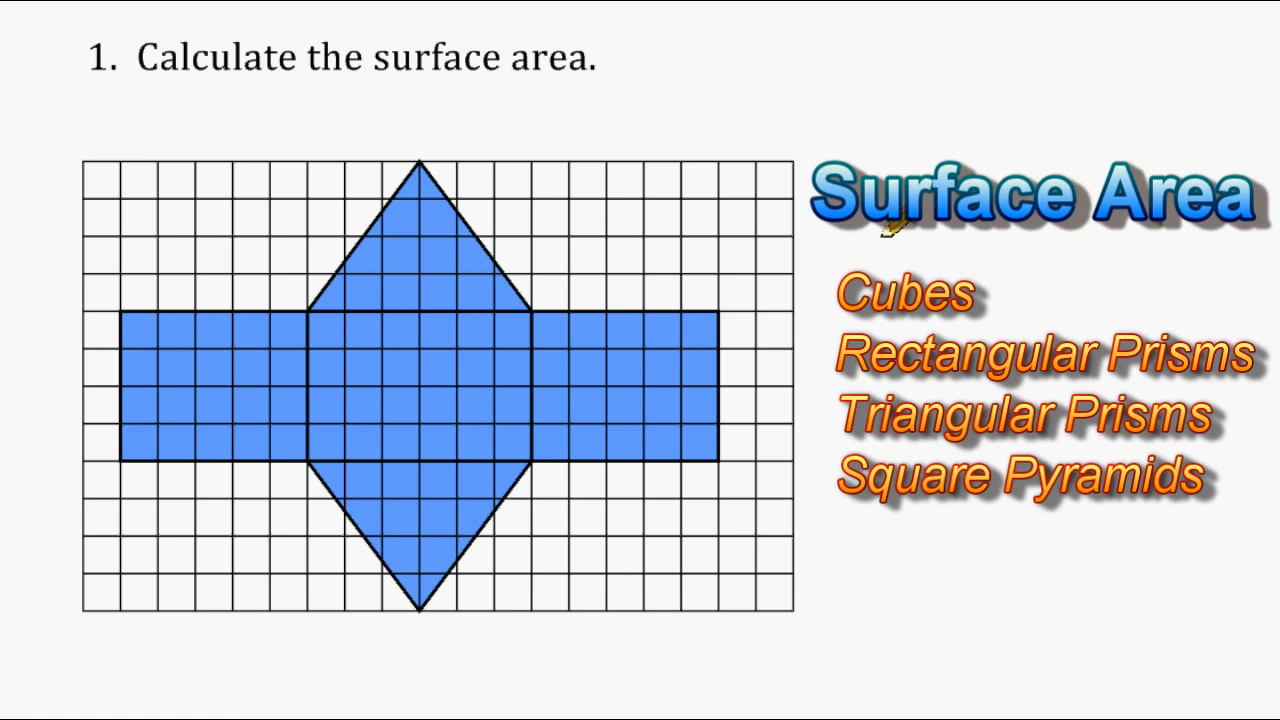 1. Calculate the surface area.
Surface Area
Cubes
Rectangular Prisms
Triangular Prisms
Square Pyramids